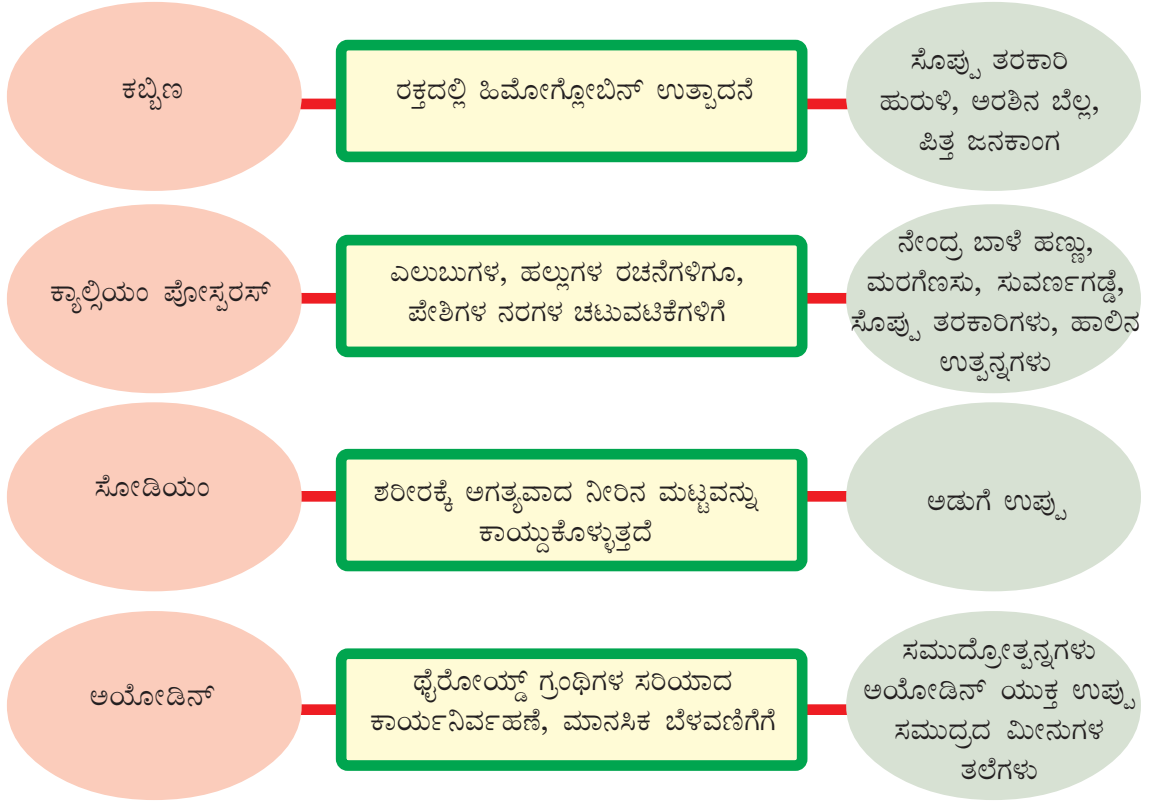 ಕಬ್ಬಿಣ
ರಕ್ತದಲ್ಲಿ ಹಿಮೋಗ್ಲೋಬಿನ್ ಉತ್ಪಾದನೆ
ಸೊಪ್ಪು ತರಕಾರಿ
ಹುರುಳಿ, ಅರಶಿನ ಬೆಲ್ಲ,
ಪಿತ್ತ ಜನಕಾಂಗ
ಕ್ಯಾಲ್ಸಿಯಂ ಪೋಸ್ಪರಸ್
ಎಲುಬುಗಳ, ಹಲ್ಲುಗಳ ರಚನೆಗಳಿಗೂ,
ಪೇಶಿಗಳ ನರಗಳ ಚಟುವಟಿಕೆಗಳಿಗೆ
ನೇಂದ್ರ ಬಾಳೆ ಹಣ್ಣು,
ಮರಗೆಣಸು, ಸುವರ್ಣಗಡ್ಡೆ,
ಸೊಪ್ಪು ತರಕಾರಿಗಳು, ಹಾಲಿನ
ಉತ್ಪನ್ನಗಳು
ಸೋಡಿಯಂ
ಶರೀರಕ್ಕೆ ಅಗತ್ಯವಾದ ನೀರಿನ ಮಟ್ಟವನ್ನು
ಕಾಯ್ದುಕೊಳ್ಳುತ್ತದೆ
ಅಡುಗೆ ಉಪ್ಪು
ಅಯೋಡಿನ್
ಥೈರೋಯ್ಡ್ ಗ್ರಂಥಿಗಳ ಸರಿಯಾದ
ಕಾರ್ಯನಿರ್ವಹಣೆ, ಮಾನಸಿಕ ಬೆಳವಣಿಗೆಗೆ
ಸಮುದ್ರೋತ್ಪನ್ನಗಳು
ಅಯೋಡಿನ್ ಯುಕ್ತ ಉಪ್ಪು
ಸಮುದ್ರದ ಮೀನುಗಳ
ತಲೆಗಳು